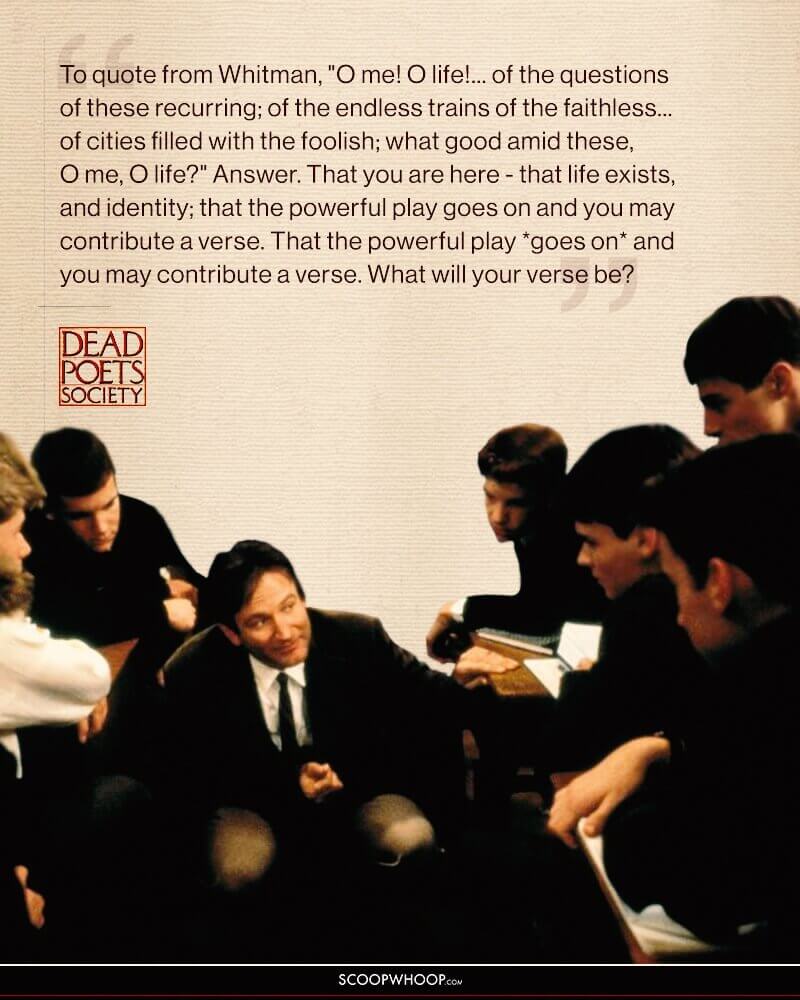 To quote from Whitman, "O me! O life!... of the questions
of these recurring; of the endless trains of the faithless...
of cities filled with the foolish; what good amid these,
O me, O life?" Answer. That you are here - that life exists,
and identity; that the powerful play goes on and you may
contribute a verse. That the powerful play *goes on* and
you may contribute a verse. What will your verse be?
DEAD
POETS
SOCIETY
SCOOPWHOOP.COM